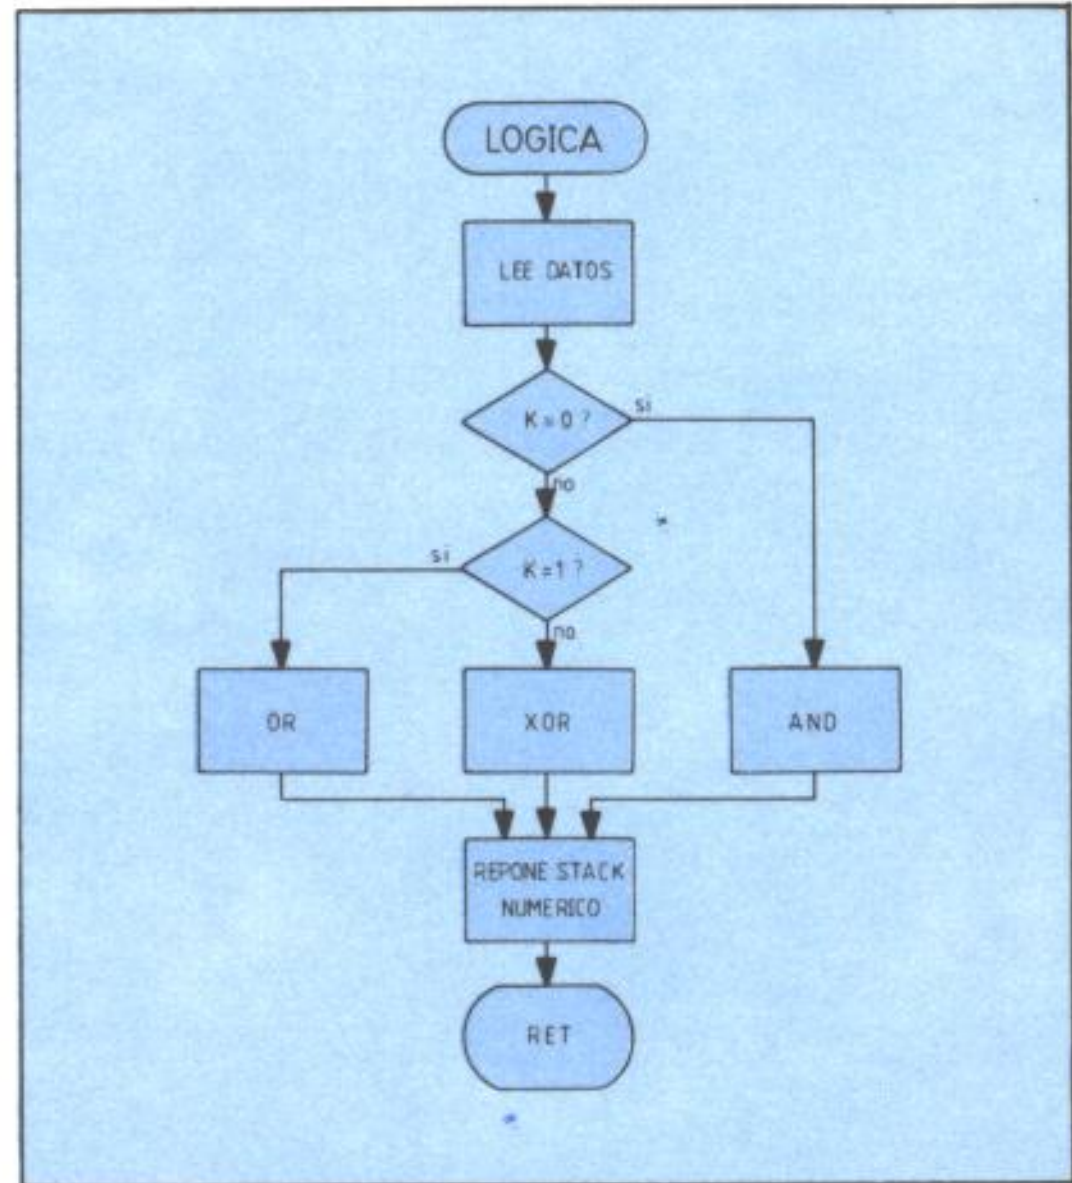 LOGICA
LEE DATOS
K = 0 ?
si
no
si
K = 1 ?
no
OR
XOR
AND
REPONE STACK
NUMERICO
RET